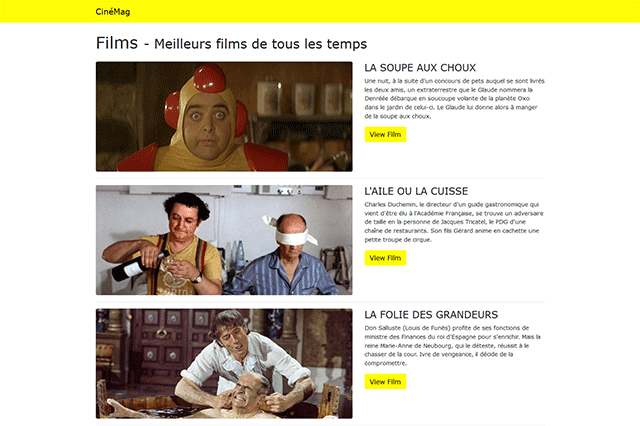 CinéMag
Films - Meilleurs films de tous les temps
LA SOUPE AUX CHOUX
Une nuit, à la suite d'un concours de pets auquel se sont livrés
les deux amis, un extraterrestre que le Glaude nommera la
Denrée débarque en soucoupe volante de la planète Oxo
dans le jardin de celui-ci. Le Glaude lui donne alors à manger
de la soupe aux choux.
View Film
L'AILE OU LA CUISSE
Charles Duchemin, le directeur d'un guide gastronomique qui
vient d'être élu à l'Académie Française, se trouve un adversaire
de taille en la personne de Jacques Tricatel, le PDG d'une
chaîne de restaurants. Son fils Gérard anime en cachette une
petite troupe de cirque.
View Film
LA FOLIE DES GRANDEURS
Don Salluste (Louis de Funès) profite de ses fonctions de
ministre des Finances du roi d'Espagne pour s'enrichir. Mais la
reine Marie-Anne de Neubourg, qui le déteste, réussit à le
chasser de la cour. Ivre de vengeance, il décide de la
compromettre.
View Film